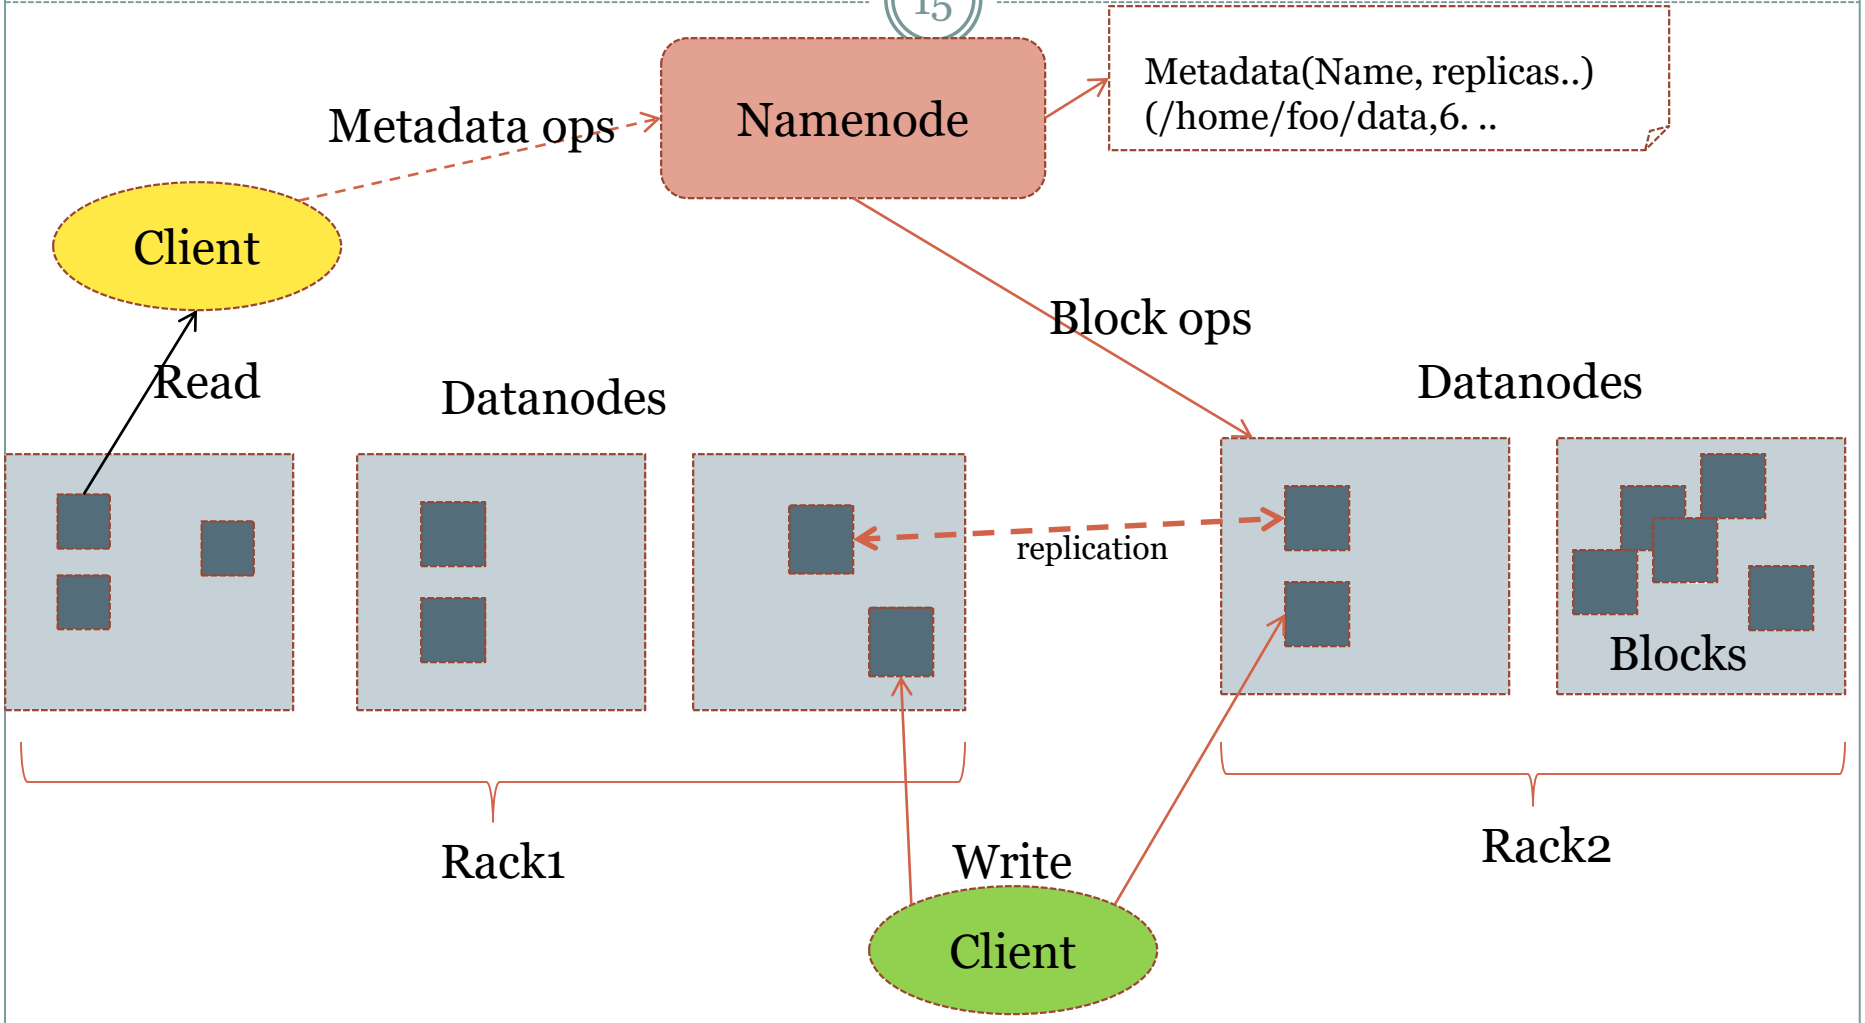 15
Metadata(Name, replicas..)
(/home/foo/data,6. ..
Namenode
Metadata ops
Client
Block ops
Read
Datanodes
Datanodes
replication
Blocks
Rack1
Rack2
Write
Client